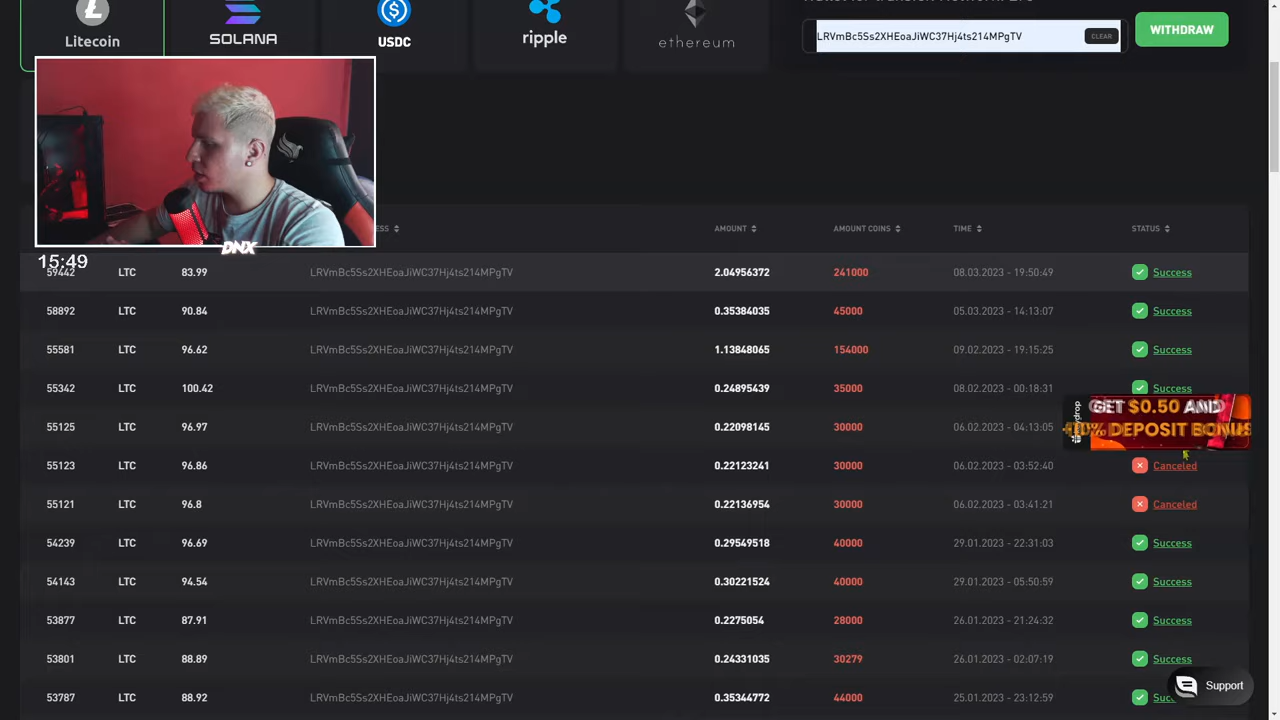 Litecoin
SOLANA
USDC
ripple
ethereum
LRVmBc5Ss2XHEoaJiWC37Hj4ts214MPgTV
CLEAR
WITHDRAW
DNX
15:49
AMOUNT
AMOUNT COINS
TIME
STATUS
59442 LTC 83.99 LRVmBc5Ss2XHEoaJiWC37Hj4ts214MPgTV 2.04956372 241000 08.03.2023 - 19:50:49 Success
58892 LTC 90.84 LRVmBc5Ss2XHEoaJiWC37Hj4ts214MPgTV 0.35384035 45000 05.03.2023 - 14:13:07 Success
55581 LTC 96.62 LRVmBc5Ss2XHEoaJiWC37Hj4ts214MPgTV 1.13848065 154000 09.02.2023 - 19:15:25 Success
55342 LTC 100.42 LRVmBc5Ss2XHEoaJiWC37Hj4ts214MPgTV 0.24895439 35000 08.02.2023 - 00:18:31 Success
GET $0.50 AND
DEPOSIT BONUS
55125 LTC 96.97 LRVmBc5Ss2XHEoaJiWC37Hj4ts214MPgTV 0.22098145 30000 06.02.2023 - 04:13:05
55123 LTC 96.86 LRVmBc5Ss2XHEoaJiWC37Hj4ts214MPgTV 0.22123241 30000 06.02.2023 - 03:52:40 Canceled
55121 LTC 96.8 LRVmBc5Ss2XHEoaJiWC37Hj4ts214MPgTV 0.22136954 30000 06.02.2023 - 03:41:21 Canceled
54239 LTC 96.69 LRVmBc5Ss2XHEoaJiWC37Hj4ts214MPgTV 0.29549518 40000 29.01.2023 - 22:31:03 Success
54143 LTC 94.54 LRVmBc5Ss2XHEoaJiWC37Hj4ts214MPgTV 0.30221524 40000 29.01.2023 - 05:50:59 Success
53877 LTC 87.91 LRVmBc5Ss2XHEoaJiWC37Hj4ts214MPgTV 0.2275054 28000 26.01.2023 - 21:24:32 Success
53801 LTC 88.89 LRVmBc5Ss2XHEoaJiWC37Hj4ts214MPgTV 0.24331035 30279 26.01.2023 - 02:07:19 Success
53787 LTC 88.92 LRVmBc5Ss2XHEoaJiWC37Hj4ts214MPgTV 0.35344772 44000 25.01.2023 - 23:12:59
Support